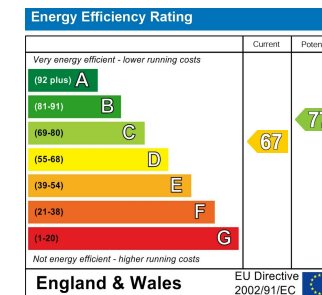 Energy Efficiency Rating
Current
Very energy efficient - lower running costs
(92 plus) A
(81-91) B
(69-80) C
(55-68) D
(39-54) E
(21-38) F
(1-20) G
67
Not energy efficient - higher running costs
England & Wales
EU Directive
2002/91/EC